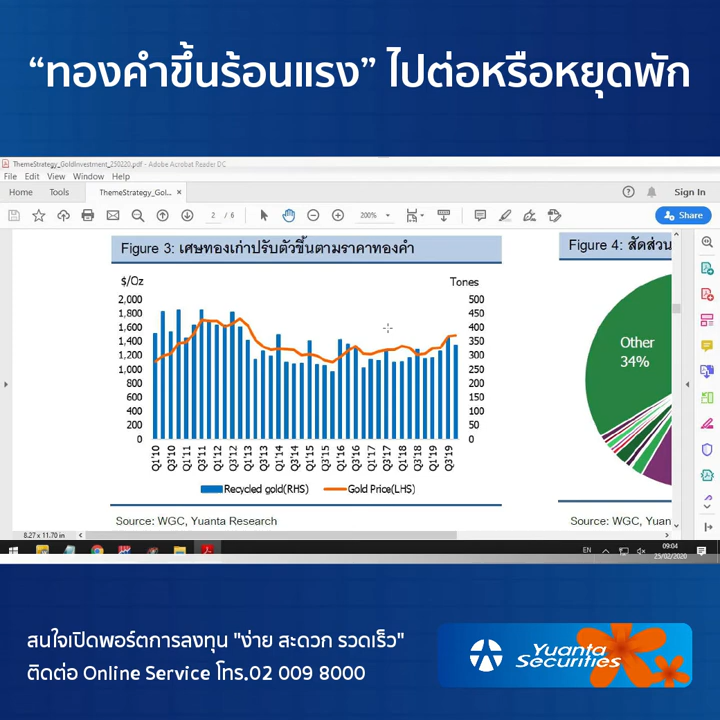 “ทองคำขึ้นร้อนแรง” ไปต่อหรือหยุดพัก
ThemeStrategy_GoldInvestment_250220.pdf - Adobe Acrobat Reader DC
File Edit View Window Help
Home Tools ThemeStrategy_Gol... × Sign In
2 / 6 200% Share
Figure 3: เศษทองเก่าปรับตัวขึ้นตามราคาทองคำ
$/Oz Tones
2,000 500
1,800 450
1,600 400
1,400 350
1,200 300
1,000 250
800 200
600 150
400 100
200 50
0 0
Q1'10 Q3'10 Q1'11 Q3'11 Q1'12 Q3'12 Q1'13 Q3'13 Q1'14 Q3'14 Q1'15 Q3'15 Q1'16 Q3'16 Q1'17 Q3'17 Q1'18 Q3'18 Q1'19 Q3'19
Recycled gold(RHS) Gold Price(LHS)
Source: WGC, Yuanta Research
Figure 4: สัดส่วน
Other
34%
Source: WGC, Yuan
8.27 x 11.70 in
EN 09:04
25/02/2020
สนใจเปิดพอร์ตการลงทุน "ง่าย สะดวก รวดเร็ว"
ติดต่อ Online Service โทร.02 009 8000
Yuanta
Securities